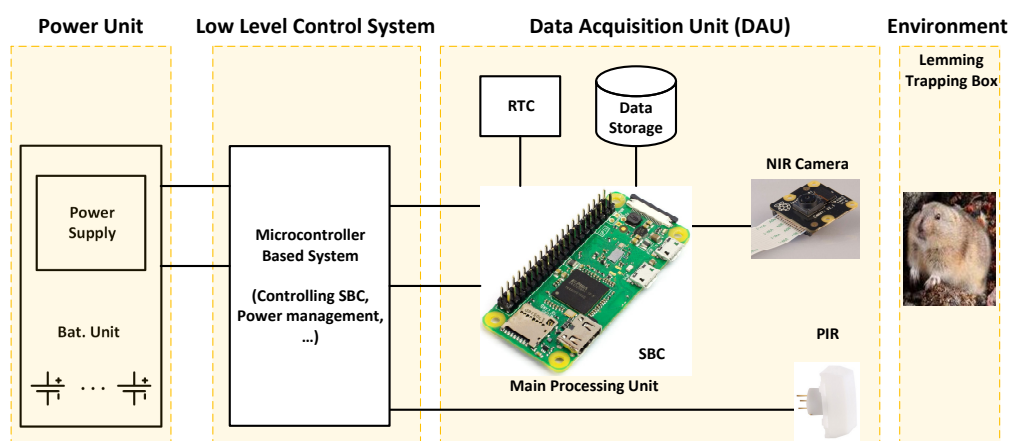 Power Unit
Low Level Control System
Data Acquisition Unit (DAU)
Environment
Lemming
Trapping Box
RTC
Data
Storage
NIR Camera
Power
Supply
Microcontroller
Based System
(Controlling SBC,
Power management,
…)
Bat. Unit
+
...
+
SBC
PIR
Main Processing Unit